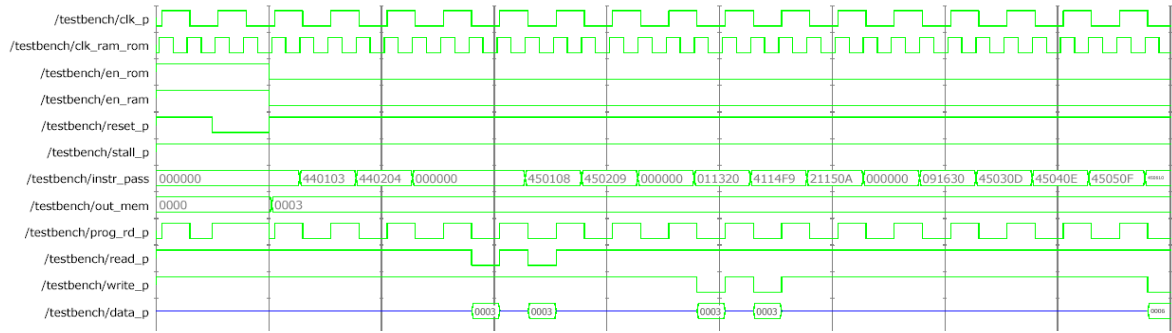 /testbench/clk_p
/testbench/clk_ram_rom
/testbench/en_rom
/testbench/en_ram
/testbench/reset_p
/testbench/stall_p
/testbench/instr_pass 000000 440103 440204 000000 450108 450209 000000 011320 4114F9 21150A 000000 091630 45030D 45040E 45050F
/testbench/out_mem 0000 0003
/testbench/prog_rd_p
/testbench/read_p
/testbench/write_p
/testbench/data_p 0003 0003 0003 0003 0006